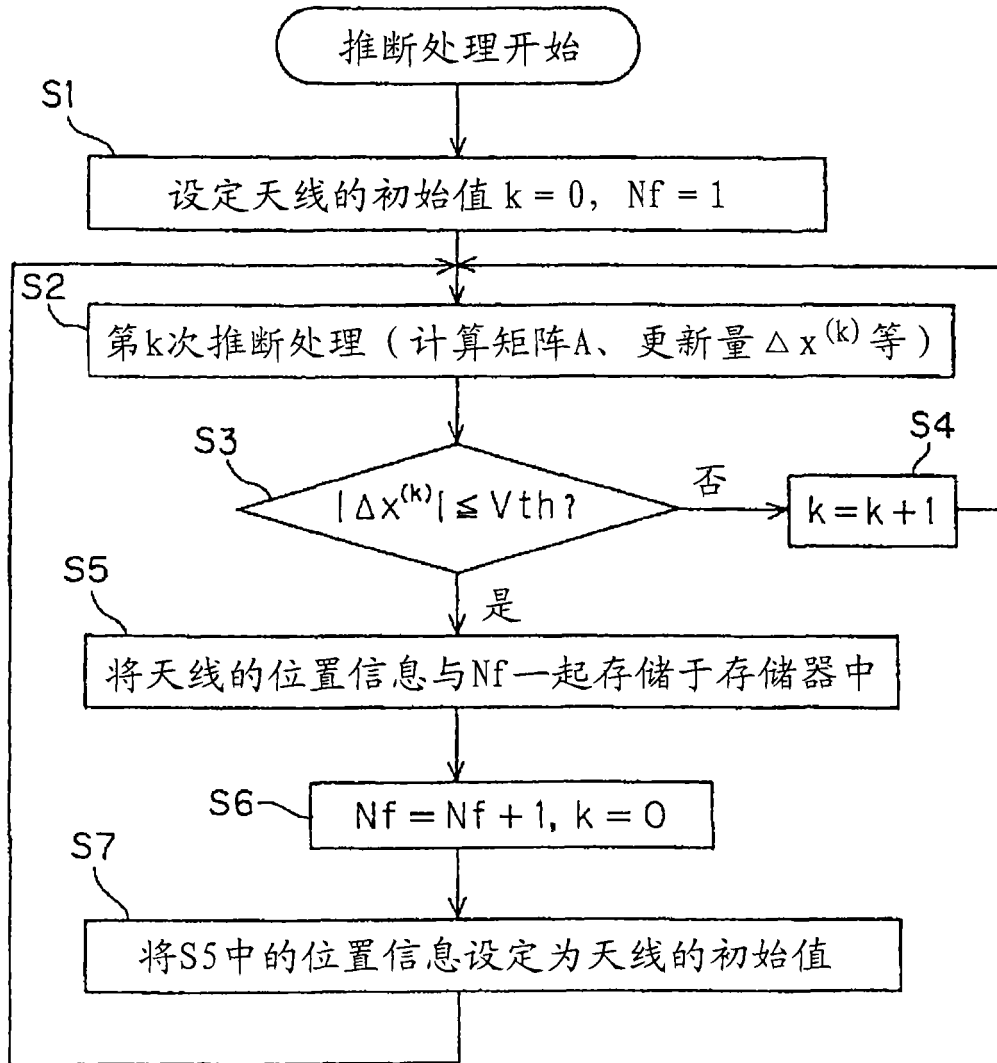 推断处理开始
S1
设定天线的初始值 k = 0, Nf = 1
S2
第k次推断处理（计算矩阵A、更新量△x⁽ᵏ⁾等）
S3
|△x⁽ᵏ⁾| ≦ Vth?
否
S4
k = k + 1
是
S5
将天线的位置信息与Nf一起存储于存储器中
S6
Nf = Nf + 1, k = 0
S7
将S5中的位置信息设定为天线的初始值